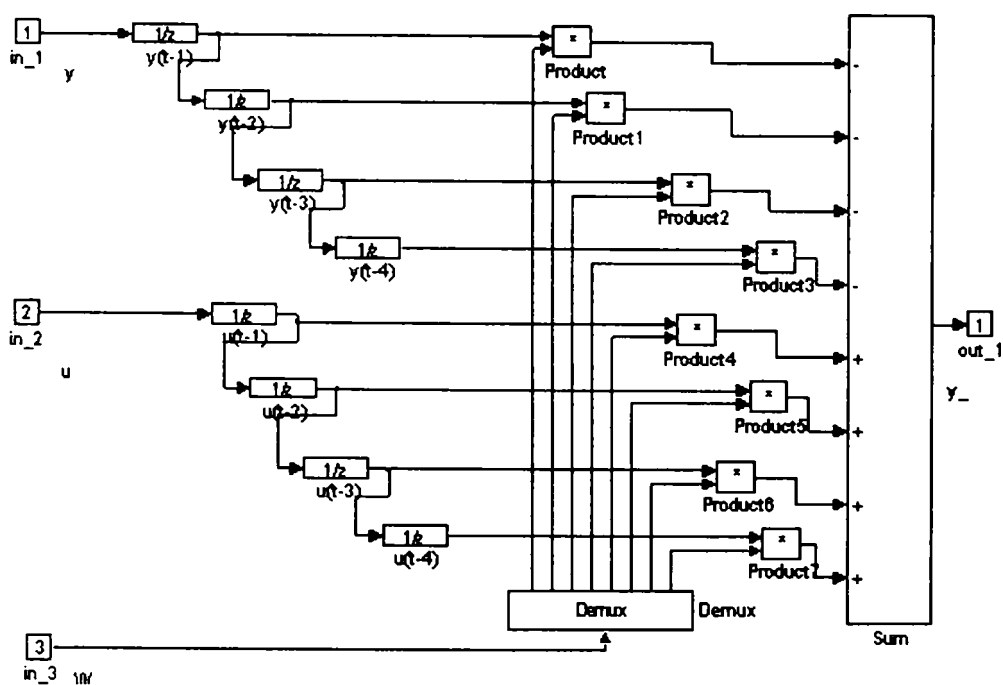 1
in_1
y
1/z
y(t-1)
x
Product
-
1/z
y(t-2)
x
Product1
-
1/z
y(t-3)
x
Product2
-
1/z
y(t-4)
x
Product3
-
2
in_2
u
1/z
u(t-1)
x
Product4
+
1
out_1
y_
1/z
u(t-2)
x
Product5
+
1/z
u(t-3)
x
Product6
+
1/z
u(t-4)
x
Product7
+
Demux
Demux
Sum
3
in_3